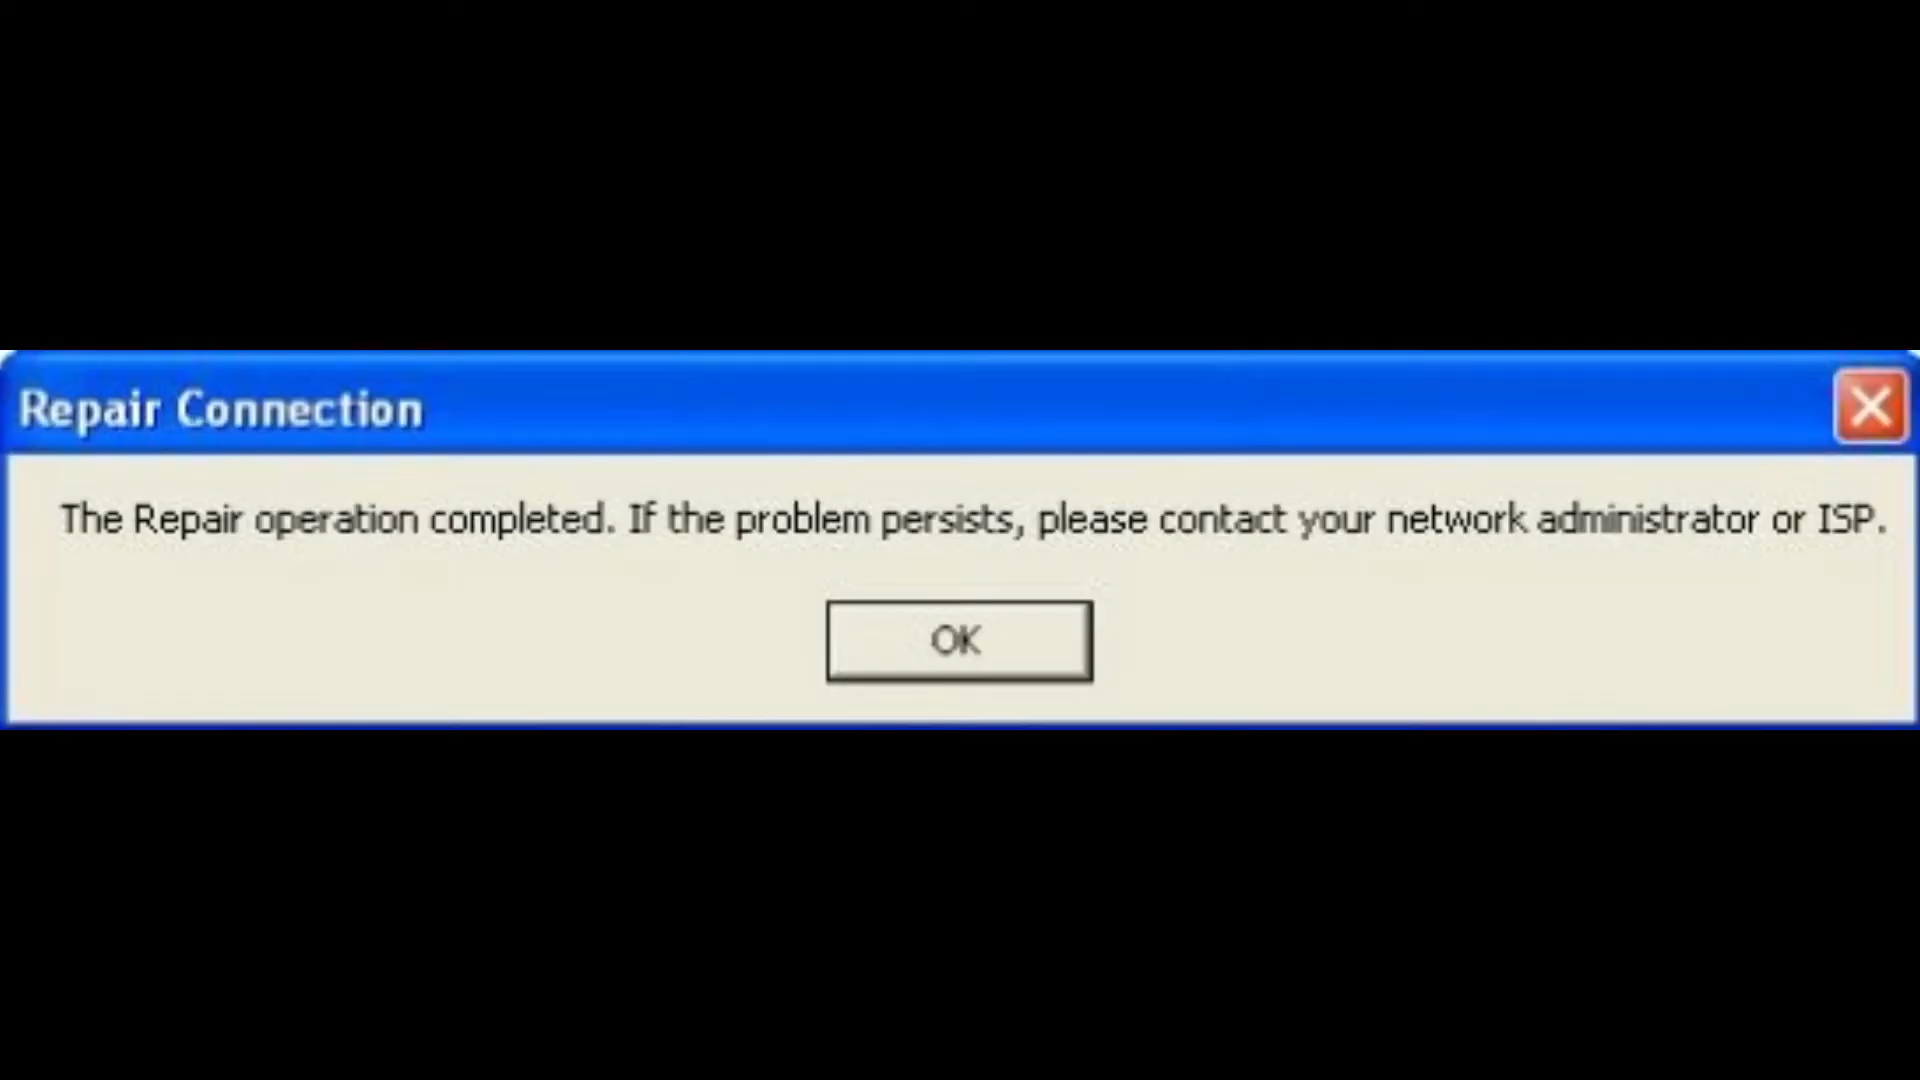 Repair Connection
The Repair operation completed. If the problem persists, please contact your network administrator or ISP.
OK